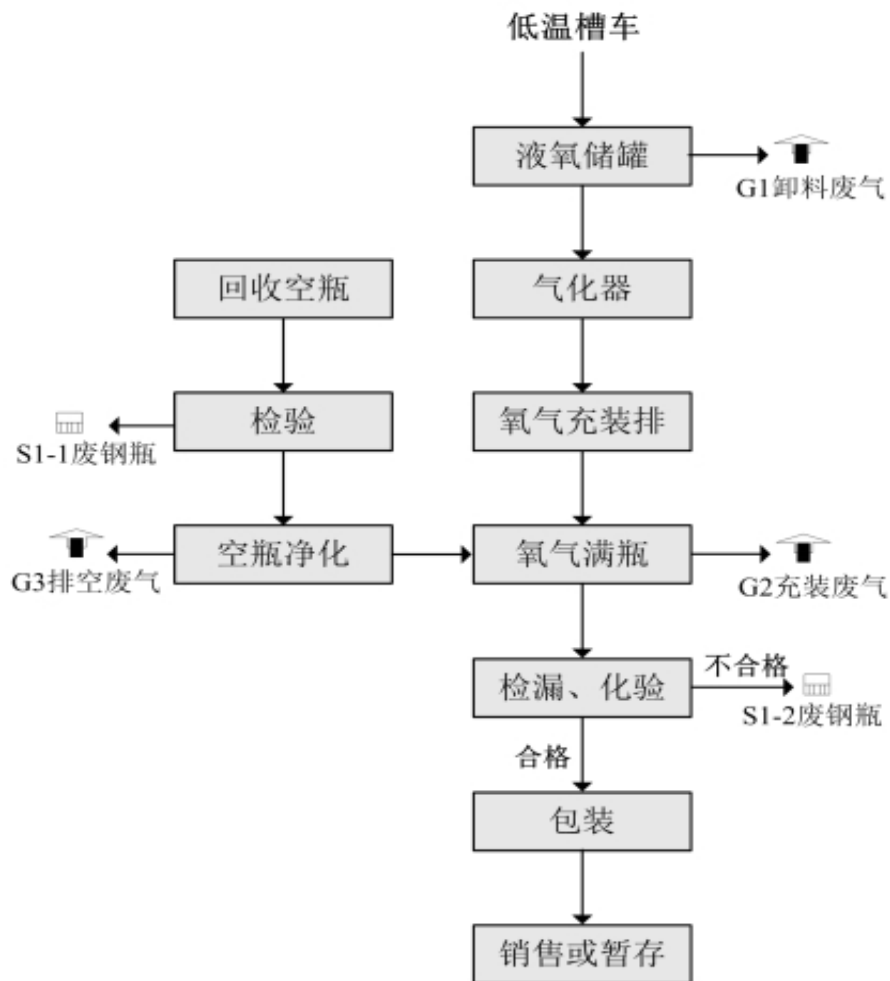 低温槽车
液氧储罐
G1卸料废气
回收空瓶
气化器
检验
氧气充装排
S1-1废钢瓶
空瓶净化
氧气满瓶
G3排空废气
G2充装废气
不合格
检漏、化验
S1-2废钢瓶
合格
包装
销售或暂存